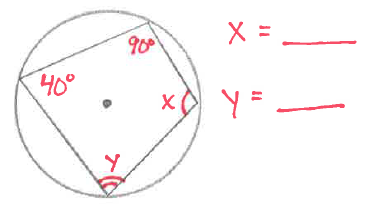 90°
40°
X
Y
X = ____
Y = ____